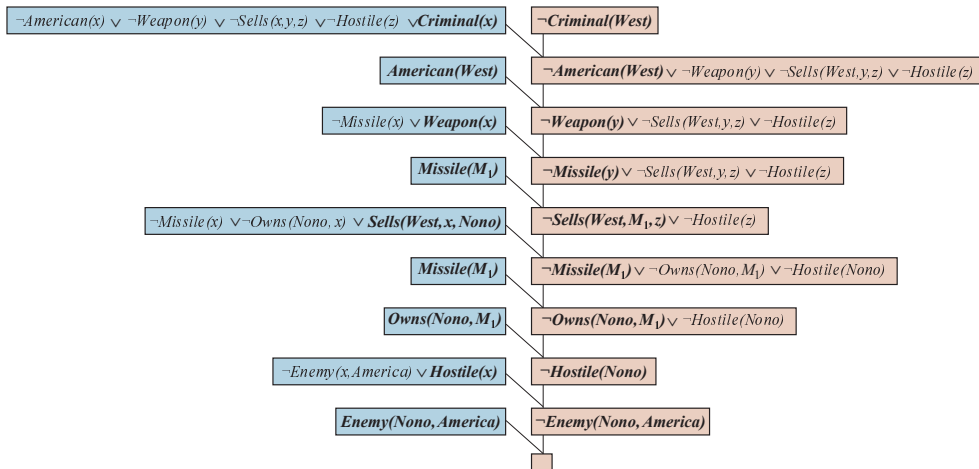 ¬American(x) ∨ ¬Weapon(y) ∨ ¬Sells(x,y,z) ∨ ¬Hostile(z) ∨ Criminal(x) ¬Criminal(West)
American(West) ¬American(West) ∨ ¬Weapon(y) ∨ ¬Sells(West,y,z) ∨ ¬Hostile(z)
¬Missile(x) ∨ Weapon(x) ¬Weapon(y) ∨ ¬Sells(West,y,z) ∨ ¬Hostile(z)
Missile(M₁) ¬Missile(y) ∨ ¬Sells(West,y,z) ∨ ¬Hostile(z)
¬Missile(x) ∨ ¬Owns(Nono, x) ∨ Sells(West,x,Nono) ¬Sells(West,M₁,z) ∨ ¬Hostile(z)
Missile(M₁) ¬Missile(M₁) ∨ ¬Owns(Nono,M₁) ∨ ¬Hostile(Nono)
Owns(Nono,M₁) ¬Owns(Nono,M₁) ∨ ¬Hostile(Nono)
¬Enemy(x,America) ∨ Hostile(x) ¬Hostile(Nono)
Enemy(Nono,America) ¬Enemy(Nono,America)